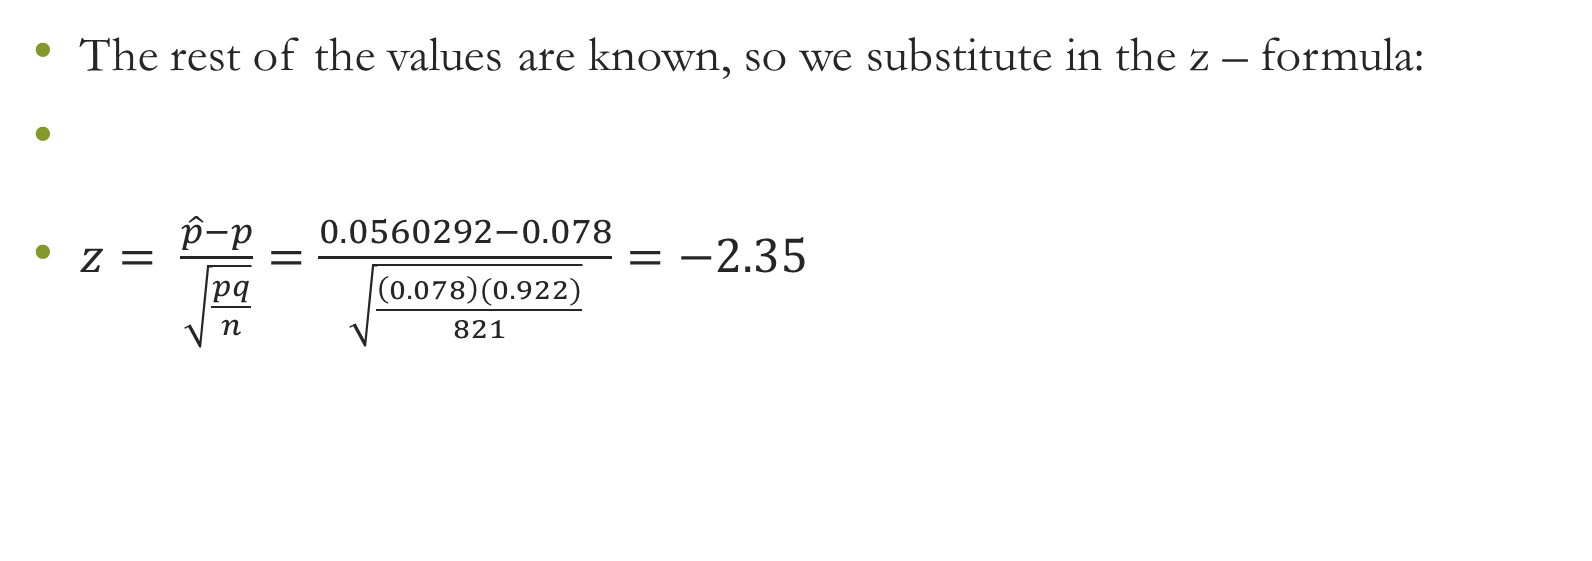 • The rest of the values are known, so we substitute in the z – formula:
•
• z = (p̂−p)/√(pq/n) = (0.0560292−0.078)/√((0.078)(0.922)/821) = −2.35